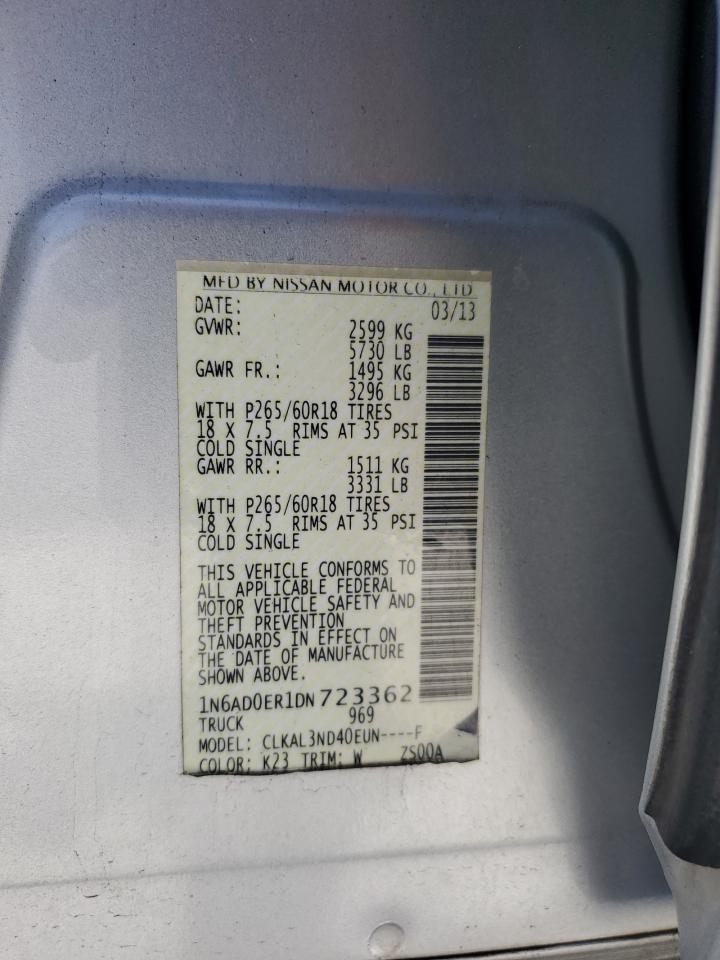 MFD BY NISSAN MOTOR CO., LTD
DATE: 03/13
GVWR: 2599 KG
5730 LB
GAWR FR.: 1495 KG
3296 LB
WITH P265/60R18 TIRES
18 X 7.5 RIMS AT 35 PSI
COLD SINGLE
GAWR RR.: 1511 KG
3331 LB
WITH P265/60R18 TIRES
18 X 7.5 RIMS AT 35 PSI
COLD SINGLE
THIS VEHICLE CONFORMS TO
ALL APPLICABLE FEDERAL
MOTOR VEHICLE SAFETY AND
THEFT PREVENTION
STANDARDS IN EFFECT ON
THE DATE OF MANUFACTURE
SHOWN ABOVE.
1N6AD0ER1DN723362
TRUCK 969
MODEL: CLKAL3ND40EUN----F
COLOR: K23 TRIM: W ZS00A